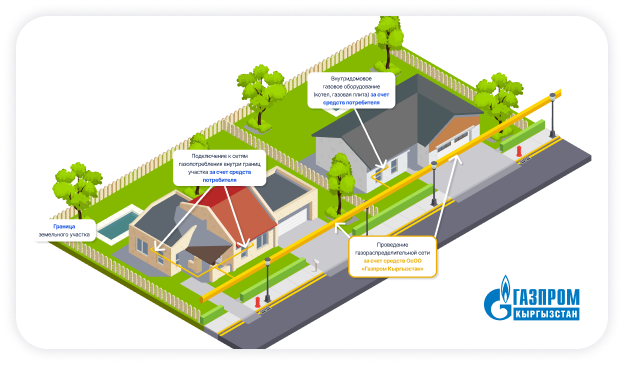 Внутридомовое
газовое оборудование
(котел, газовая плита) за счет
средств потребителя
Подключение к сетям
газопотребления внутри границ
участка за счет средств
потребителя
Граница
земельного участка
Проведение
газораспределительной сети
за счет средств ОсОО
«Газпром Кыргызстан»
ГАЗПРОМ
КЫРГЫЗСТАН